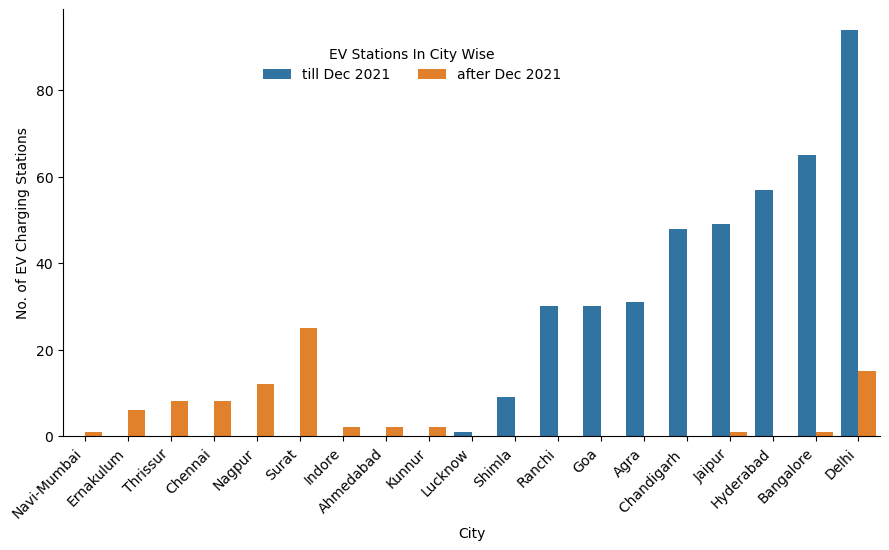 EV Stations In City Wise
till Dec 2021 after Dec 2021
No. of EV Charging Stations
80
60
40
20
0
Navi-Mumbai
Ernakulum
Thrissur
Chennai
Nagpur
Surat
Indore
Ahmedabad
Kunnur
Lucknow
Shimla
Ranchi
Goa
Agra
Chandigarh
Jaipur
Hyderabad
Bangalore
Delhi
City